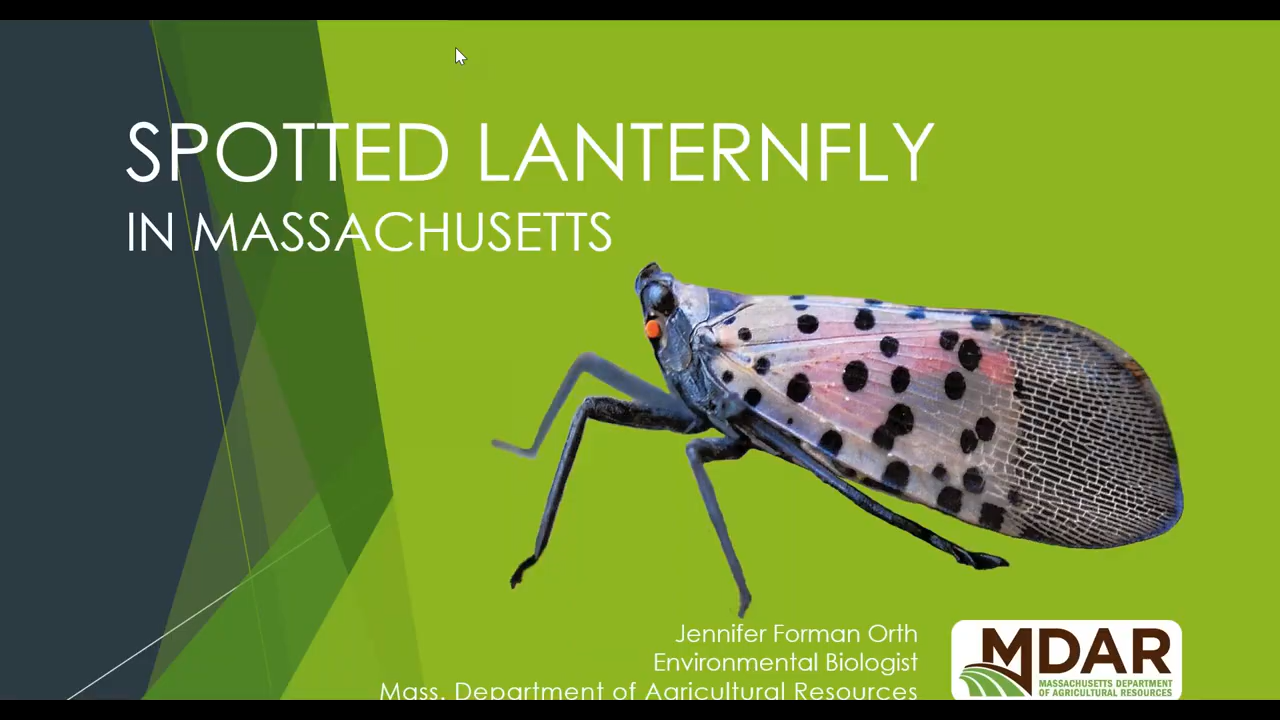 SPOTTED LANTERNFLY
IN MASSACHUSETTS
Jennifer Forman Orth
Environmental Biologist
Mass. Department of Agricultural Resources
MDAR
MASSACHUSETTS DEPARTMENT
OF AGRICULTURAL RESOURCES